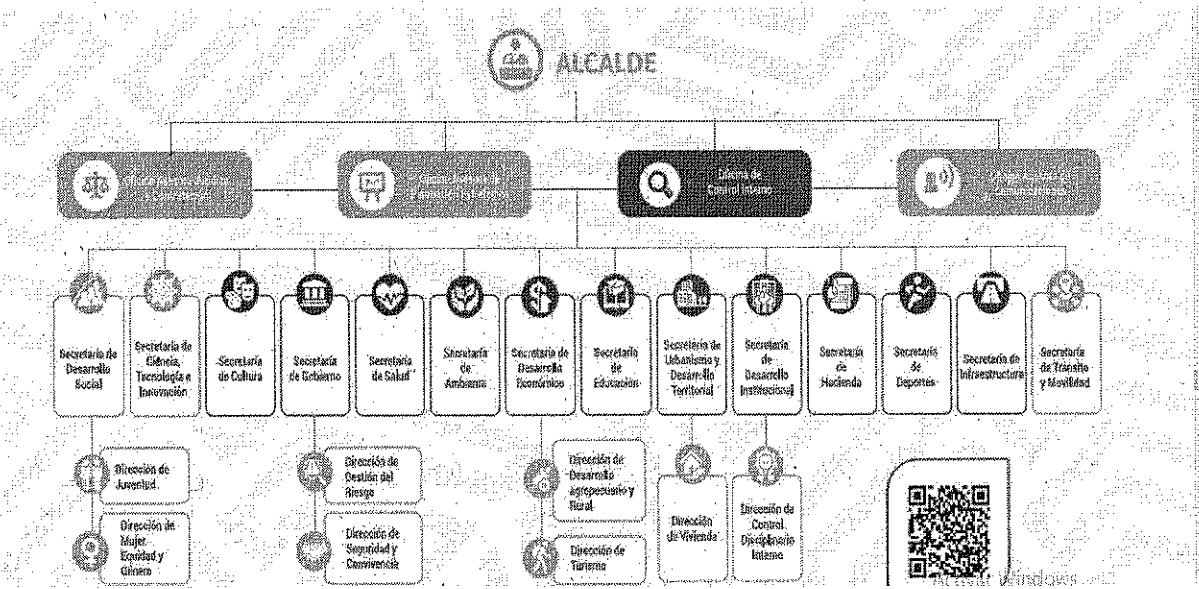 ALCALDE
Oficina de
Control Interno
Secretaría de
Desarrollo
Social
Secretaría de
Ciencia,
Tecnología e
Innovación
Secretaría
de Cultura
Secretaría
de Gobierno
Secretaría
de Salud
Secretaría
de
Ambiente
Secretaría de
Desarrollo
Económico
Secretaría
de
Educación
Secretaría de
Urbanismo y
Desarrollo
Territorial
Secretaría
de
Desarrollo
Institucional
Secretaría
de
Hacienda
Secretaría
de
Deportes
Secretaría de
Infraestructura
Secretaría
de Tránsito
y Movilidad
Dirección de
Juventud
Dirección de
Mujer,
Equidad y
Género
Dirección de
Gestión del
Riesgo
Dirección de
Seguridad y
Convivencia
Dirección de
Desarrollo
agropecuario y
Rural
Dirección de
Turismo
Dirección
de Vivienda
Dirección de
Control
Disciplinario
Interno
Activar Windows